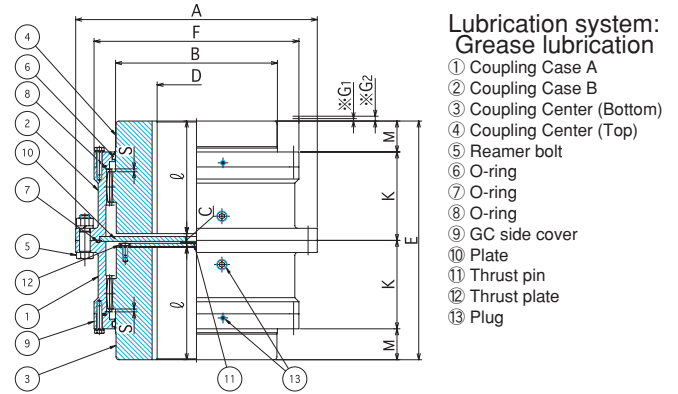 A
F
B
D
※G1
※G2
4
6
8
2
10
7
5
12
1
9
3
S
S
ℓ
ℓ
C
M
K
K
M
E
11
13
Lubrication system:
Grease lubrication
① Coupling Case A
② Coupling Case B
③ Coupling Center (Bottom)
④ Coupling Center (Top)
⑤ Reamer bolt
⑥ O-ring
⑦ O-ring
⑧ O-ring
⑨ GC side cover
⑩ Plate
⑪ Thrust pin
⑫ Thrust plate
⑬ Plug